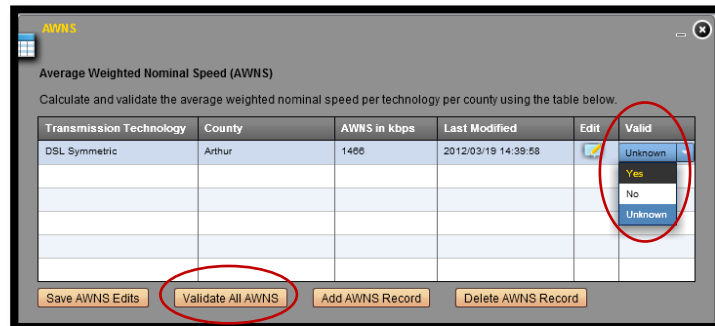 AWNS
Average Weighted Nominal Speed (AWNS)
Calculate and validate the average weighted nominal speed per technology per county using the table below.
Transmission Technology County AWNS in kbps Last Modified Edit Valid
DSL Symmetric Arthur 1466 2012/03/19 14:39:58 Unknown
Yes
No
Unknown
Save AWNS Edits Validate All AWNS Add AWNS Record Delete AWNS Record